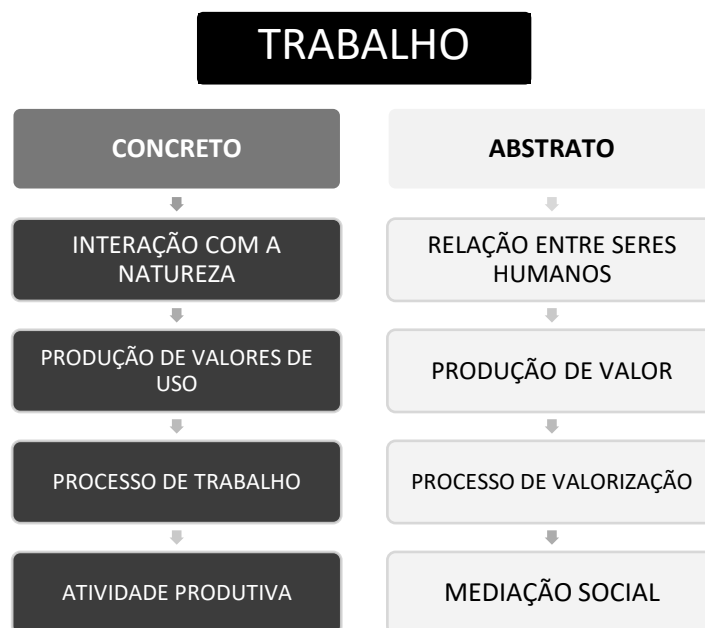 TRABALHO
CONCRETO
INTERAÇÃO COM A
NATUREZA
PRODUÇÃO DE VALORES DE
USO
PROCESSO DE TRABALHO
ATIVIDADE PRODUTIVA
ABSTRATO
RELAÇÃO ENTRE SERES
HUMANOS
PRODUÇÃO DE VALOR
PROCESSO DE VALORIZAÇÃO
MEDIAÇÃO SOCIAL